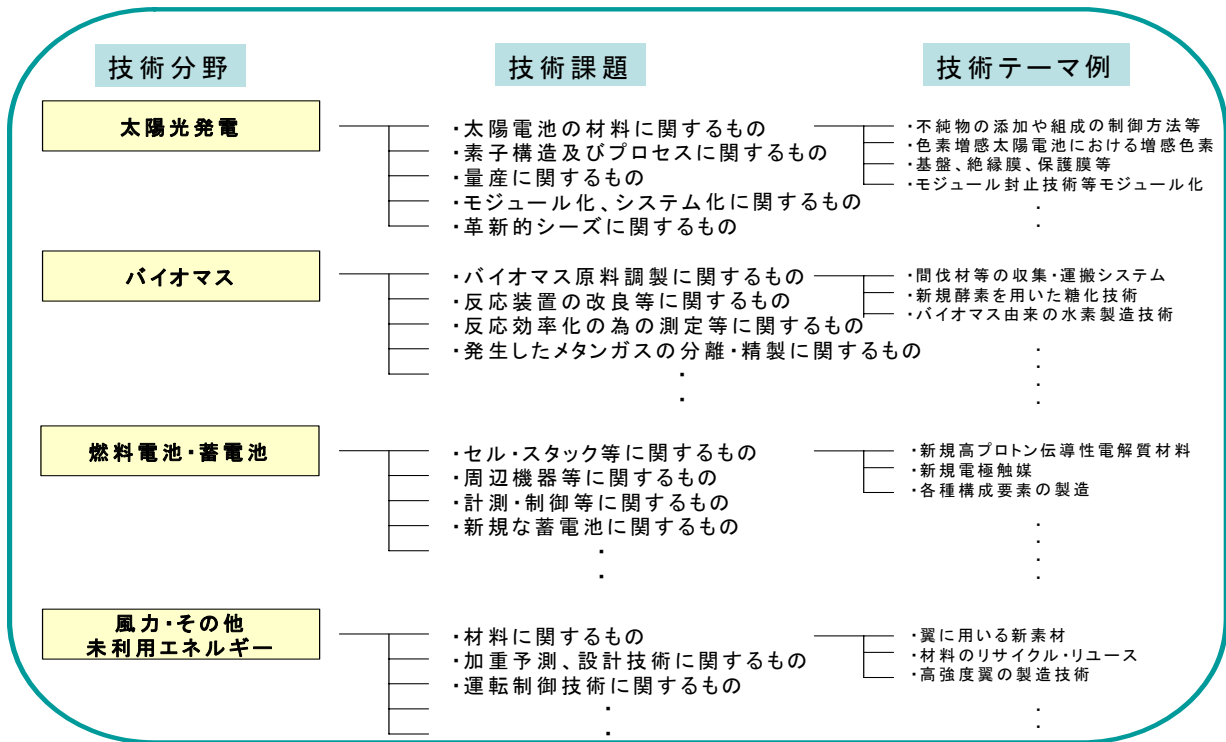 技術分野
技術課題
技術テーマ例
太陽光発電
・太陽電池の材料に関するもの
・素子構造及びプロセスに関するもの
・量産に関するもの
・モジュール化、システム化に関するもの
・革新的シーズに関するもの
・不純物の添加や組成の制御方法等
・色素増感太陽電池における増感色素
・基盤、絶縁膜、保護膜等
・モジュール封止技術等モジュール化
・
・
バイオマス
・バイオマス原料調製に関するもの
・反応装置の改良等に関するもの
・反応効率化の為の測定等に関するもの
・発生したメタンガスの分離・精製に関するもの
・
・
・間伐材等の収集・運搬システム
・新規酵素を用いた糖化技術
・バイオマス由来の水素製造技術
・
・
・
・
燃料電池・蓄電池
・セル・スタック等に関するもの
・周辺機器等に関するもの
・計測・制御等に関するもの
・新規な蓄電池に関するもの
・
・
・新規高プロトン伝導性電解質材料
・新規電極触媒
・各種構成要素の製造
・
・
・
・
風力・その他
未利用エネルギー
・材料に関するもの
・加重予測、設計技術に関するもの
・運転制御技術に関するもの
・
・
・翼に用いる新素材
・材料のリサイクル・リユース
・高強度翼の製造技術
・
・